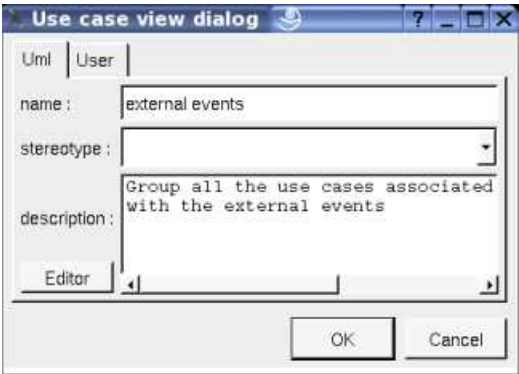 Use case view dialog ?
Uml User
name : external events
stereotype :
Group all the use cases associated
with the external events
description :
Editor
OK Cancel